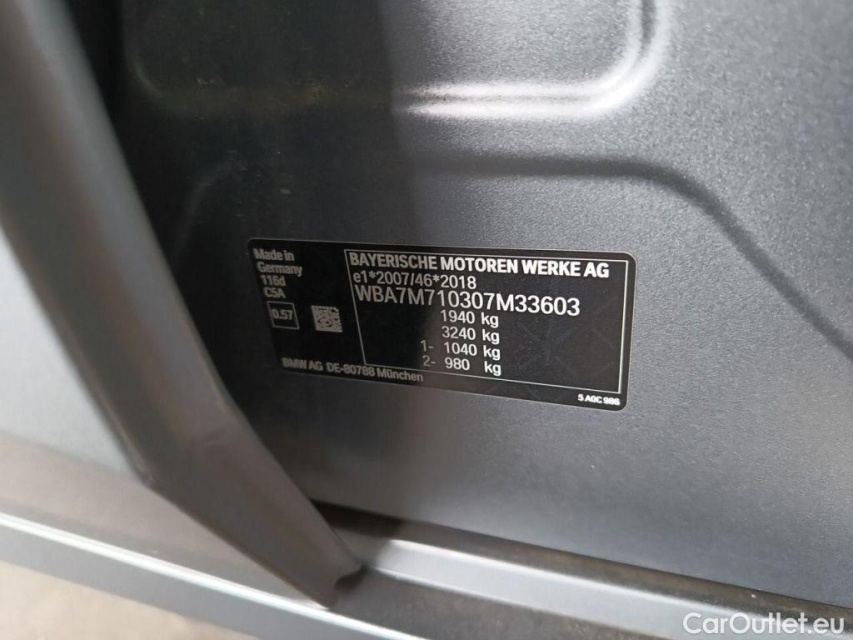 Made in
Germany
116d
C5A
0.57
BAYERISCHE MOTOREN WERKE AG
e1*2007/46*2018
WBA7M710307M33603
1940 kg
3240 kg
1- 1040 kg
2- 980 kg
BMW AG DE-80788 München
5 A0C 986
CarOutlet.eu